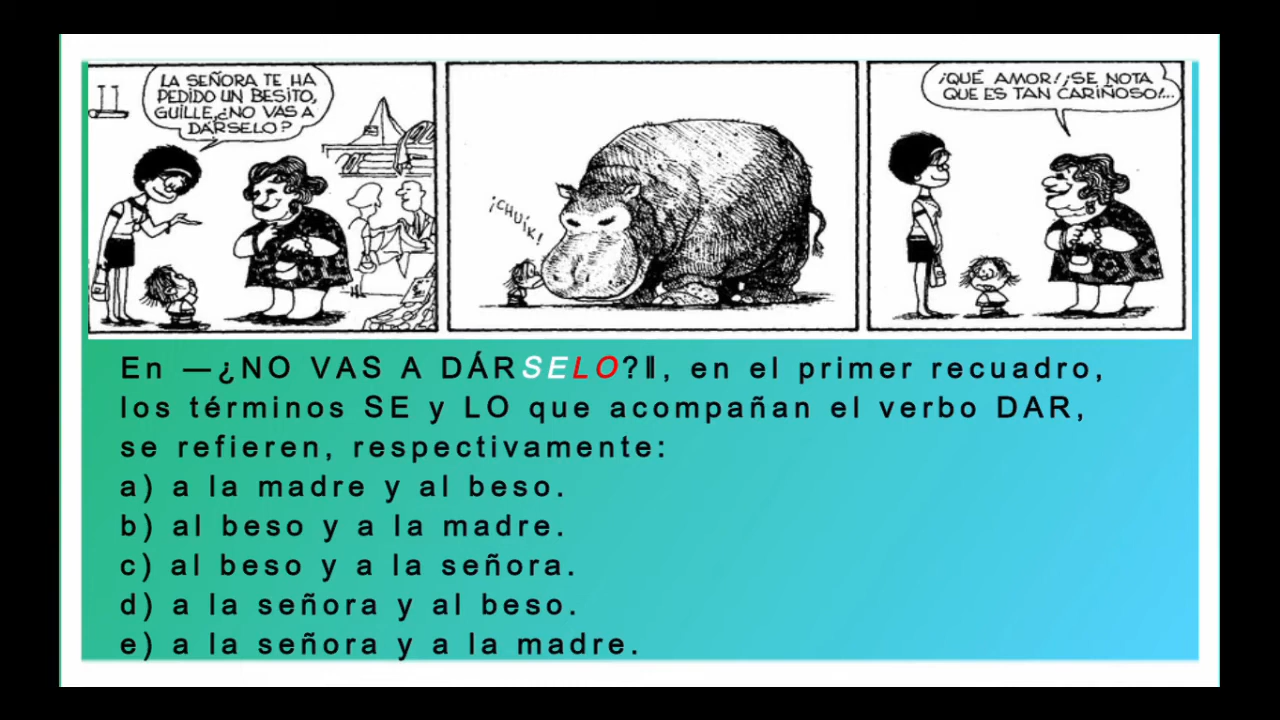 LA SEÑORA TE HA
PEDIDO UN BESITO,
GUILLE,¿NO VAS A
DÁRSELO?
¡CHUIK!
¡QUÉ AMOR!¡SE NOTA
QUE ES TAN CARIÑOSO!...
En —¿NO VAS A DÁRSELO?‖, en el primer recuadro,
los términos SE y LO que acompañan el verbo DAR,
se refieren, respectivamente:
a) a la madre y al beso.
b) al beso y a la madre.
c) al beso y a la señora.
d) a la señora y al beso.
e) a la señora y a la madre.